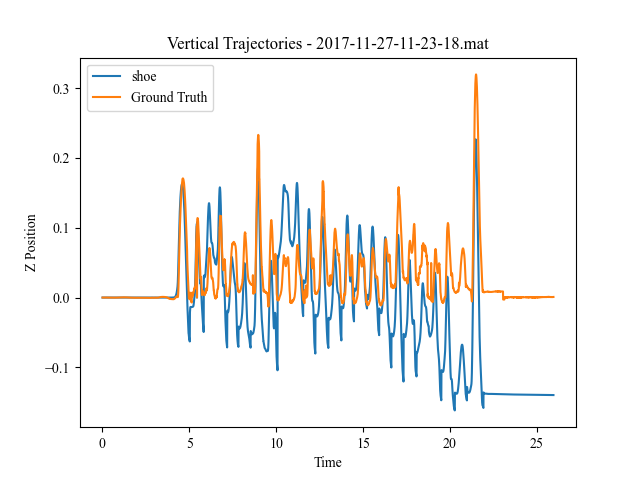 Vertical Trajectories - 2017-11-27-11-23-18.mat
shoe
Ground Truth
Z Position
0.3
0.2
0.1
0.0
−0.1
0 5 10 15 20 25
Time